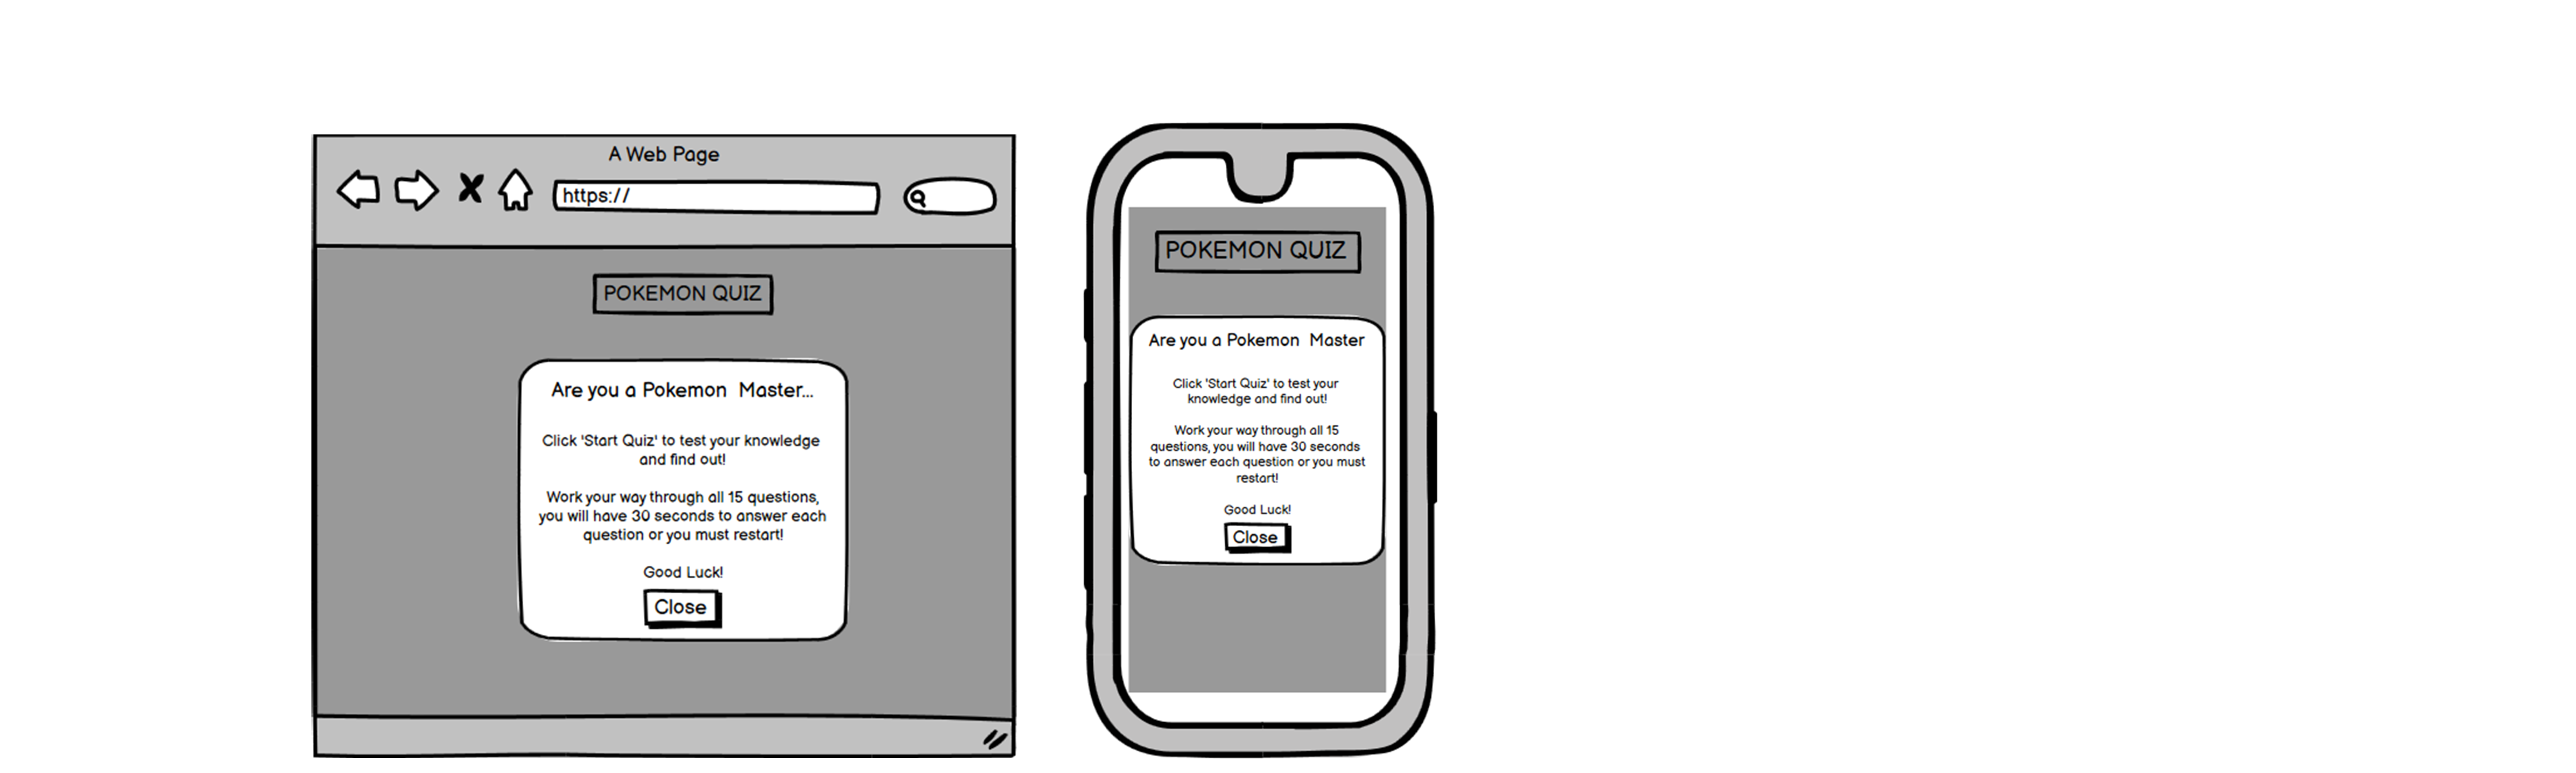 A Web Page
https://
POKEMON QUIZ
Are you a Pokemon  Master...
Click 'Start Quiz' to test your knowledge
and find out!
Work your way through all 15 questions,
you will have 30 seconds to answer each
question or you must restart!
Good Luck!
Close
POKEMON QUIZ
Are you a Pokemon  Master
Click 'Start Quiz' to test your
knowledge and find out!
Work your way through all 15
questions, you will have 30 seconds
to answer each question or you must
restart!
Good Luck!
Close